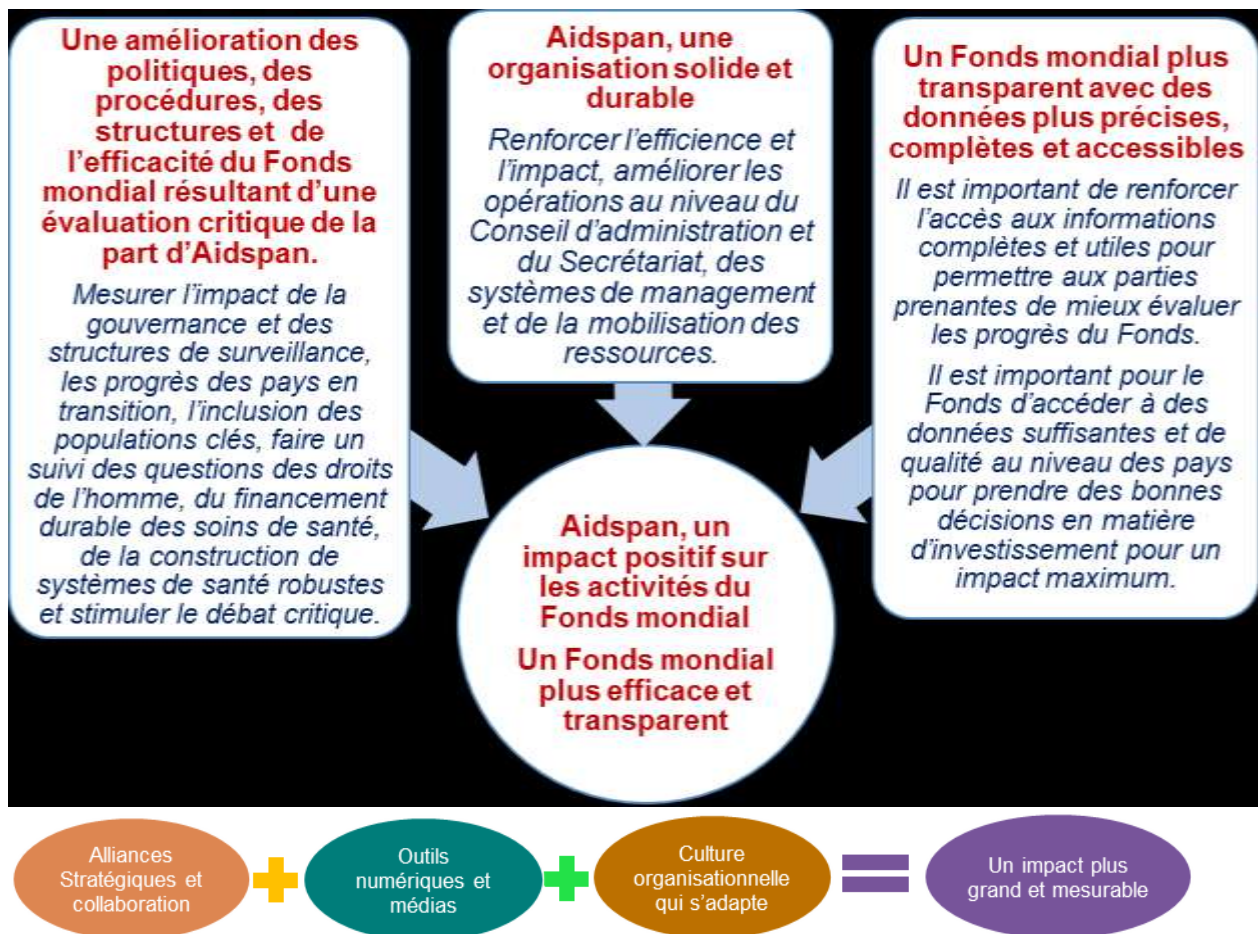 Une amélioration des
politiques, des
procédures, des
structures et de
l'efficacité du Fonds
mondial résultant d'une
évaluation critique de la
part d'Aidspan.
Mesurer l'impact de la
gouvernance et des
structures de surveillance,
les progrès des pays en
transition, l'inclusion des
populations clés, faire un
suivi des questions des droits
de l'homme, du financement
durable des soins de santé,
de la construction de
systèmes de santé robustes
et stimuler le débat critique.
Aidspan, une
organisation solide et
durable
Renforcer l'efficience et
l'impact, améliorer les
opérations au niveau du
Conseil d'administration et
du Secrétariat, des
systèmes de management
et de la mobilisation des
ressources.
Un Fonds mondial plus
transparent avec des
données plus précises,
complètes et accessibles
Il est important de renforcer
l'accès aux informations
complètes et utiles pour
permettre aux parties
prenantes de mieux évaluer
les progrès du Fonds.
Il est important pour le
Fonds d'accéder à des
données suffisantes et de
qualité au niveau des pays
pour prendre des bonnes
décisions en matière
d'investissement pour un
impact maximum.
Aidspan, un
impact positif sur
les activités du
Fonds mondial
Un Fonds mondial
plus efficace et
transparent
Alliances
Stratégiques et
collaboration
Outils
numériques et
médias
Culture
organisationnelle
qui s'adapte
Un impact plus
grand et mesurable